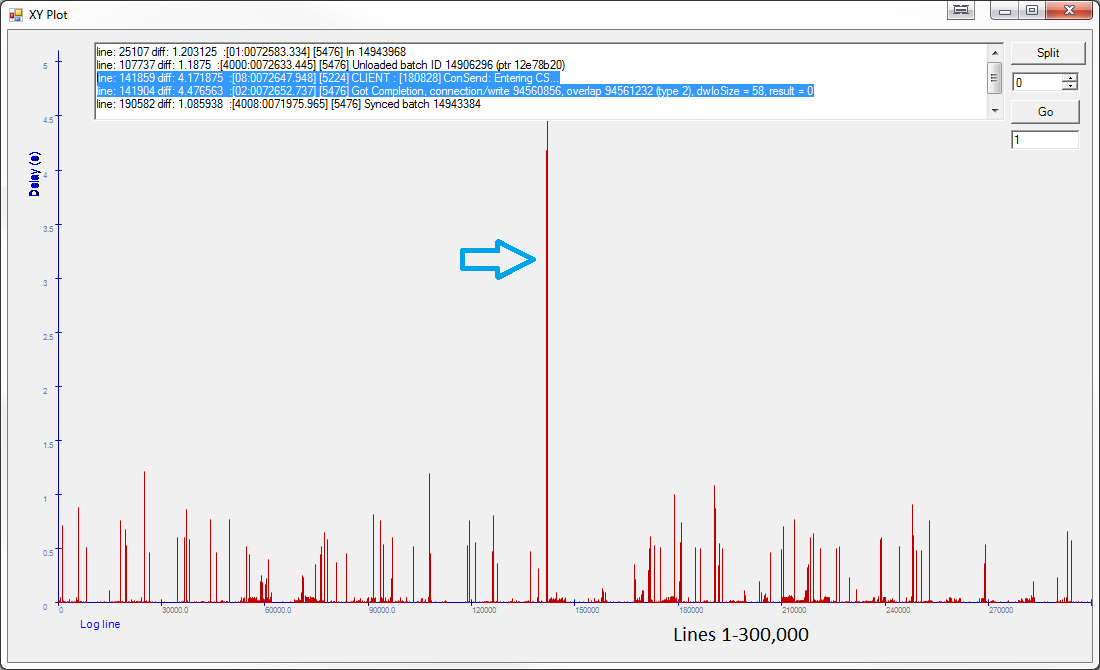 XY Plot
line: 25107 diff: 1.203125 :[01:0072583.334] [5476] In 14943968
line: 107737 diff: 1.1875 :[4000:0072633.445] [5476] Unloaded batch ID 14906296 (ptr 12e78b20)
line: 141859 diff: 4.171875 :[08:0072647.948] [5224] CLIENT : [180828] ConSend: Entering CS...
line: 141904 diff: 4.476563 :[02:0072652.737] [5476] Got Completion, connection/write 94560856, overlap 94561232 (type 2), dwIoSize = 58, result = 0
line: 190582 diff: 1.085938 :[4008:0071975.965] [5476] Synced batch 14943384
Split
0
Go
1
Delay (s)
5
4.5
4
3.5
3
2.5
2
1.5
1
0.5
0
0 30000.0 60000.0 90000.0 120000 150000 180000 210000 240000 270000
Log line
Lines 1-300,000